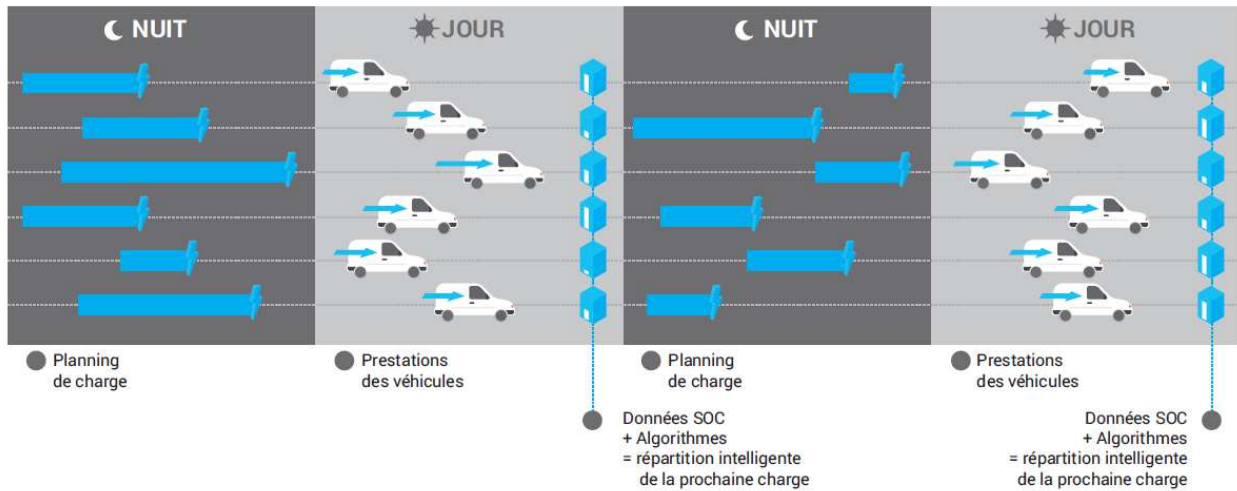 NUIT
JOUR
NUIT
JOUR
Planning
de charge
Prestations
des véhicules
Planning
de charge
Prestations
des véhicules
Données SOC
+ Algorithmes
= répartition intelligente
de la prochaine charge
Données SOC
+ Algorithmes
= répartition intelligente
de la prochaine charge